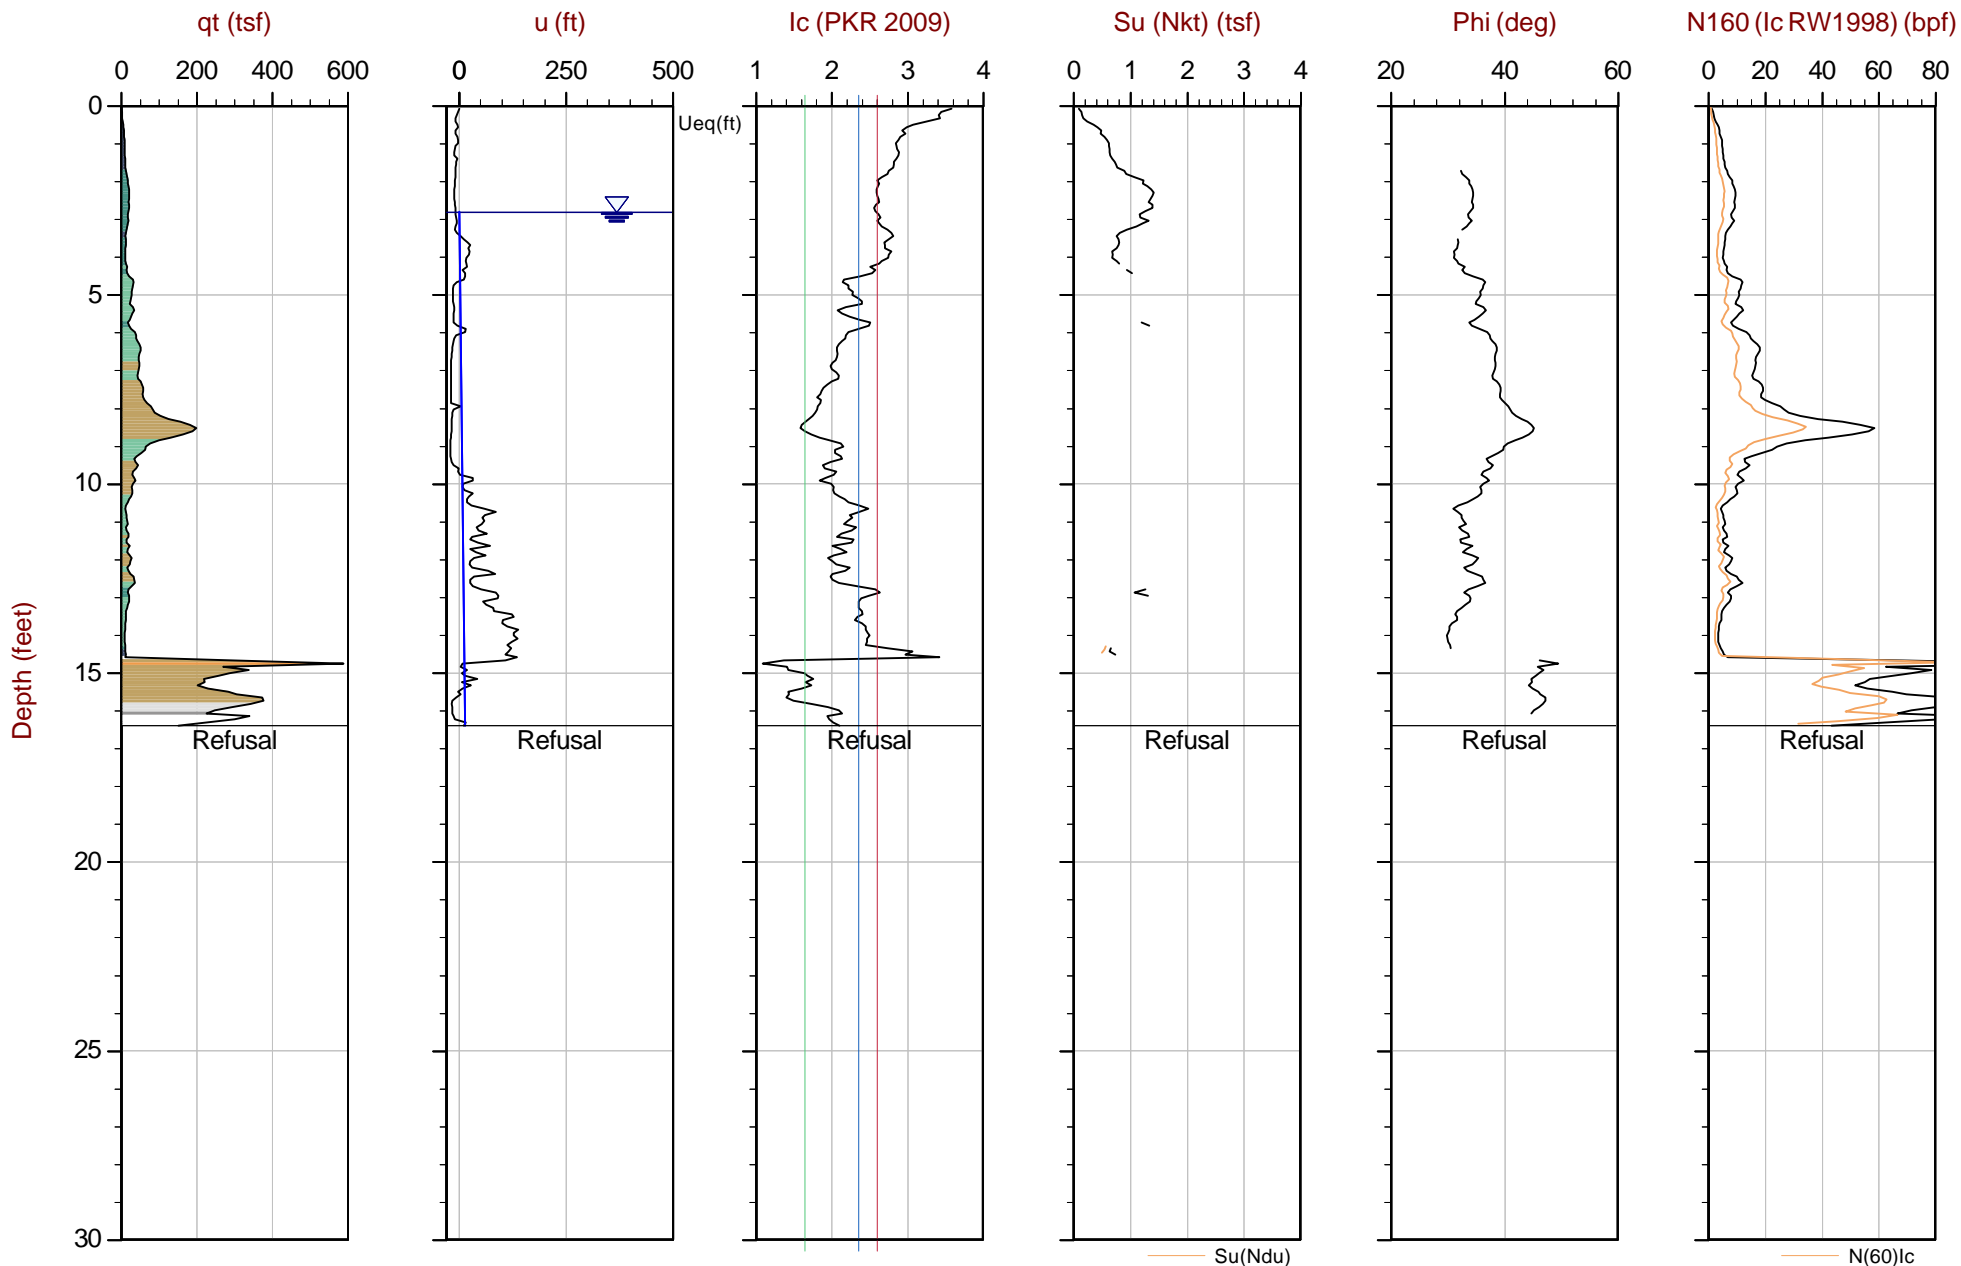 qt (tsf) u (ft) Ic (PKR 2009) Su (Nkt) (tsf) Phi (deg) N160 (Ic RW1998) (bpf)
0 200 400 600 0 250 500 1 2 3 4 0 1 2 3 4 20 40 60 0 20 40 60 80
0
Ueq(ft)
5
10
Depth (feet)
15
Refusal Refusal Refusal Refusal Refusal Refusal
20
25
30
Su(Ndu) N(60)Ic